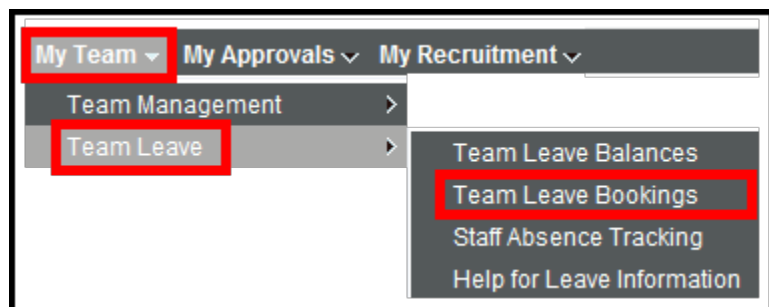 My Team My Approvals My Recruitment
Team Management
Team Leave
Team Leave Balances
Team Leave Bookings
Staff Absence Tracking
Help for Leave Information